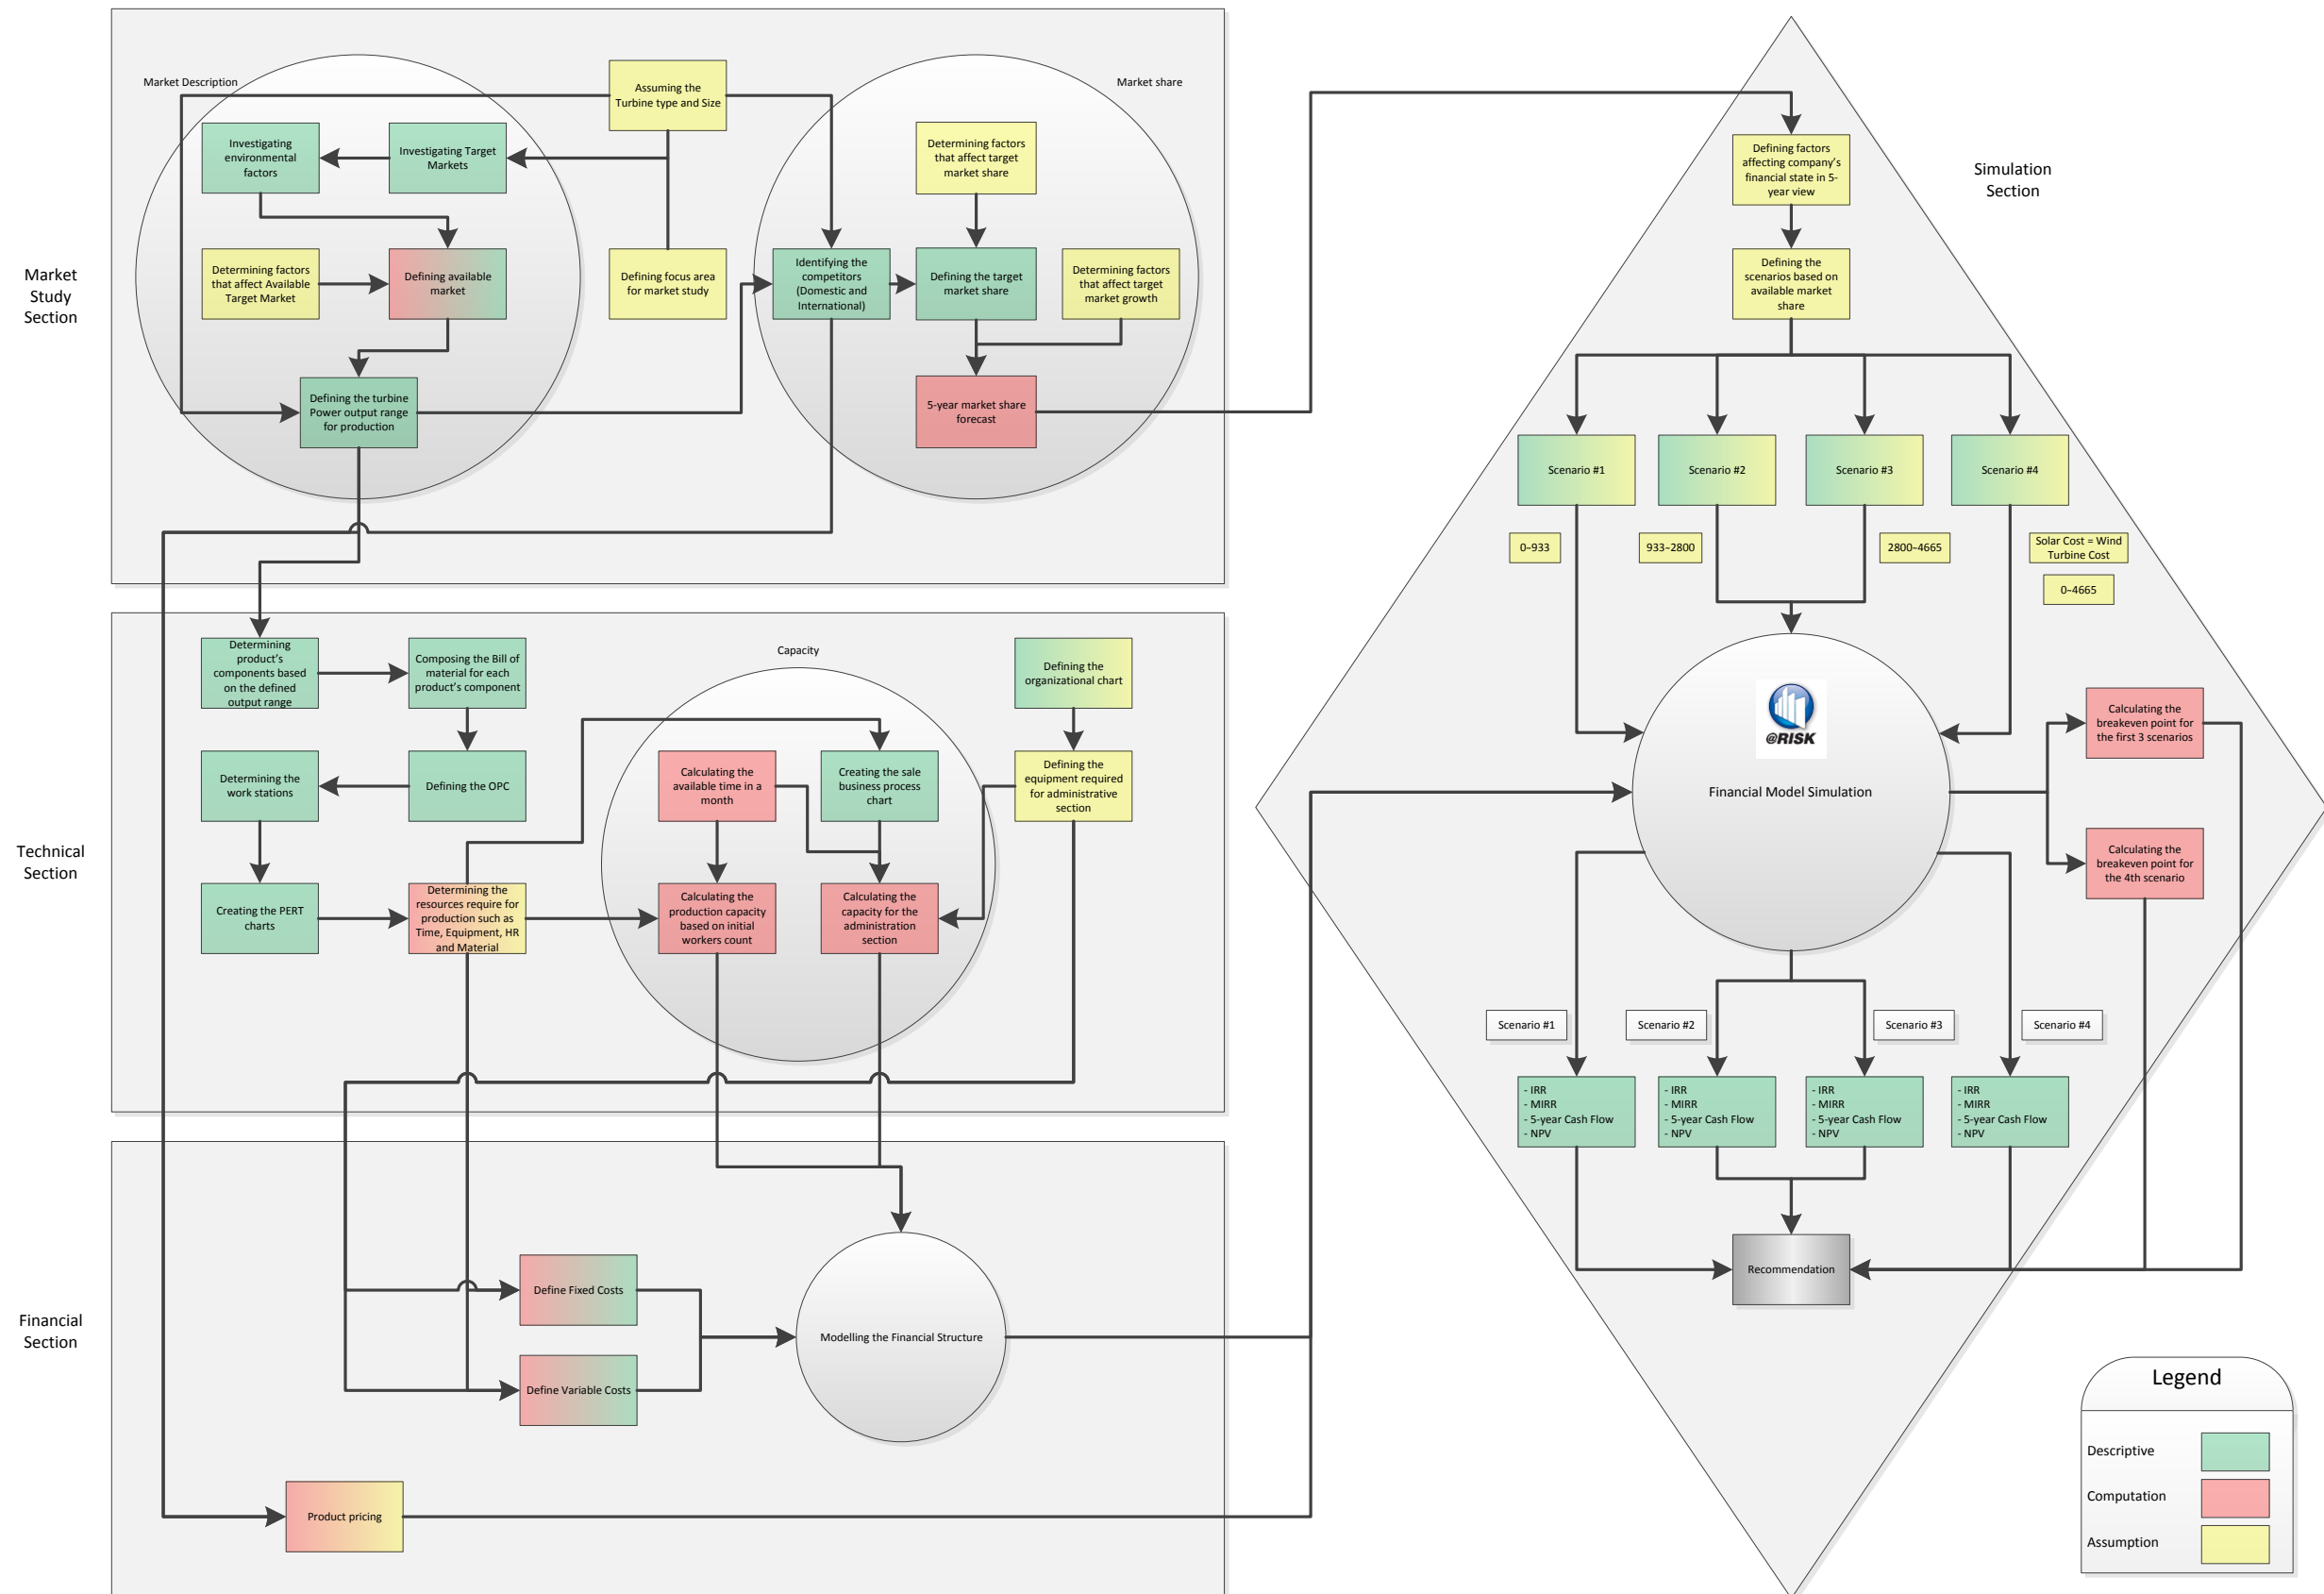 Market
Study
Section
Market Description
Assuming the
Turbine type and Size
Market share
Investigating
environmental
factors
Investigating Target
Markets
Determining factors
that affect target
market share
Determining factors
that affect Available
Target Market
Defining available
market
Defining focus area
for market study
Identifying the
competitors
(Domestic and
International)
Defining the target
market share
Determining factors
that affect target
market growth
Defining the turbine
Power output range
for production
5-year market share
forecast
Technical
Section
Determining
product's
components based
on the defined
output range
Composing the Bill of
material for each
product's component
Capacity
Defining the
organizational chart
Determining the
work stations
Defining the OPC
Calculating the
available time in a
month
Creating the sale
business process
chart
Defining the
equipment required
for administrative
section
Creating the PERT
charts
Determining the
resources require for
production such as
Time, Equipment, HR
and Material
Calculating the
production capacity
based on initial
workers count
Calculating the
capacity for the
administration
section
Financial
Section
Define Fixed Costs
Define Variable Costs
Modelling the Financial Structure
Product pricing
Simulation
Section
Defining factors
affecting company's
financial state in 5-
year view
Defining the
scenarios based on
available market
share
Scenario #1
Scenario #2
Scenario #3
Scenario #4
0~933
933~2800
2800~4665
Solar Cost = Wind
Turbine Cost
0~4665
@RISK
Financial Model Simulation
Calculating the
breakeven point for
the first 3 scenarios
Calculating the
breakeven point for
the 4th scenario
Scenario #1
Scenario #2
Scenario #3
Scenario #4
- IRR
- MIRR
- 5-year Cash Flow
- NPV
- IRR
- MIRR
- 5-year Cash Flow
- NPV
- IRR
- MIRR
- 5-year Cash Flow
- NPV
- IRR
- MIRR
- 5-year Cash Flow
- NPV
Recommendation
Legend
Descriptive
Computation
Assumption